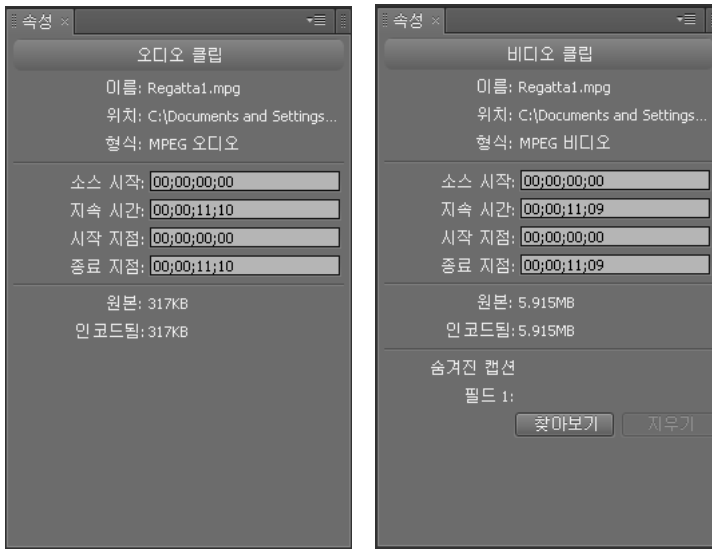 속성
오디오 클립
이름: Regatta1.mpg
위치: C:\Documents and Settings...
형식: MPEG 오디오
소스 시작: 00;00;00;00
지속 시간: 00;00;11;10
시작 지점: 00;00;00;00
종료 지점: 00;00;11;10
원본: 317KB
인코드됨: 317KB
속성
비디오 클립
이름: Regatta1.mpg
위치: C:\Documents and Settings...
형식: MPEG 비디오
소스 시작: 00;00;00;00
지속 시간: 00;00;11;09
시작 지점: 00;00;00;00
종료 지점: 00;00;11;09
원본: 5.915MB
인코드됨: 5.915MB
숨겨진 캡션
필드 1:
찾아보기 지우기